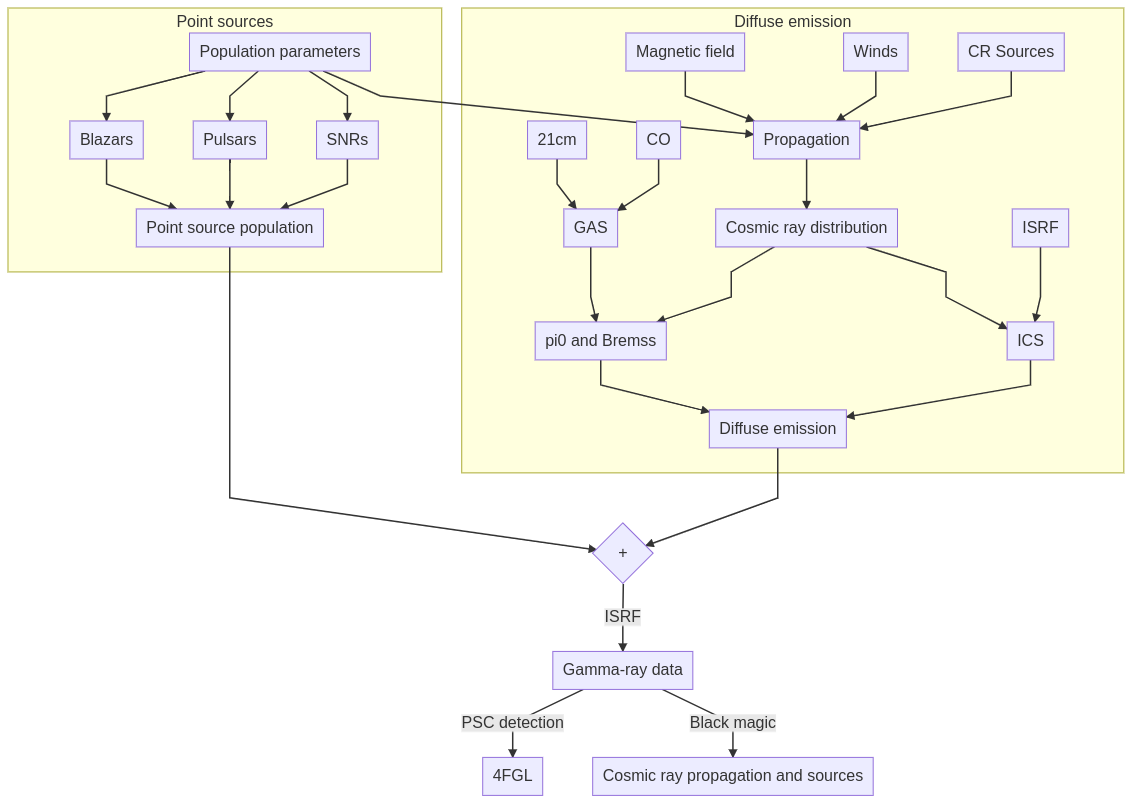 Point sources
Diffuse emission
Population parameters
Magnetic field
Winds
CR Sources
Blazars
Pulsars
SNRs
21cm
CO
Propagation
Point source population
GAS
Cosmic ray distribution
ISRF
pi0 and Bremss
ICS
Diffuse emission
+
ISRF
Gamma-ray data
PSC detection
Black magic
4FGL
Cosmic ray propagation and sources